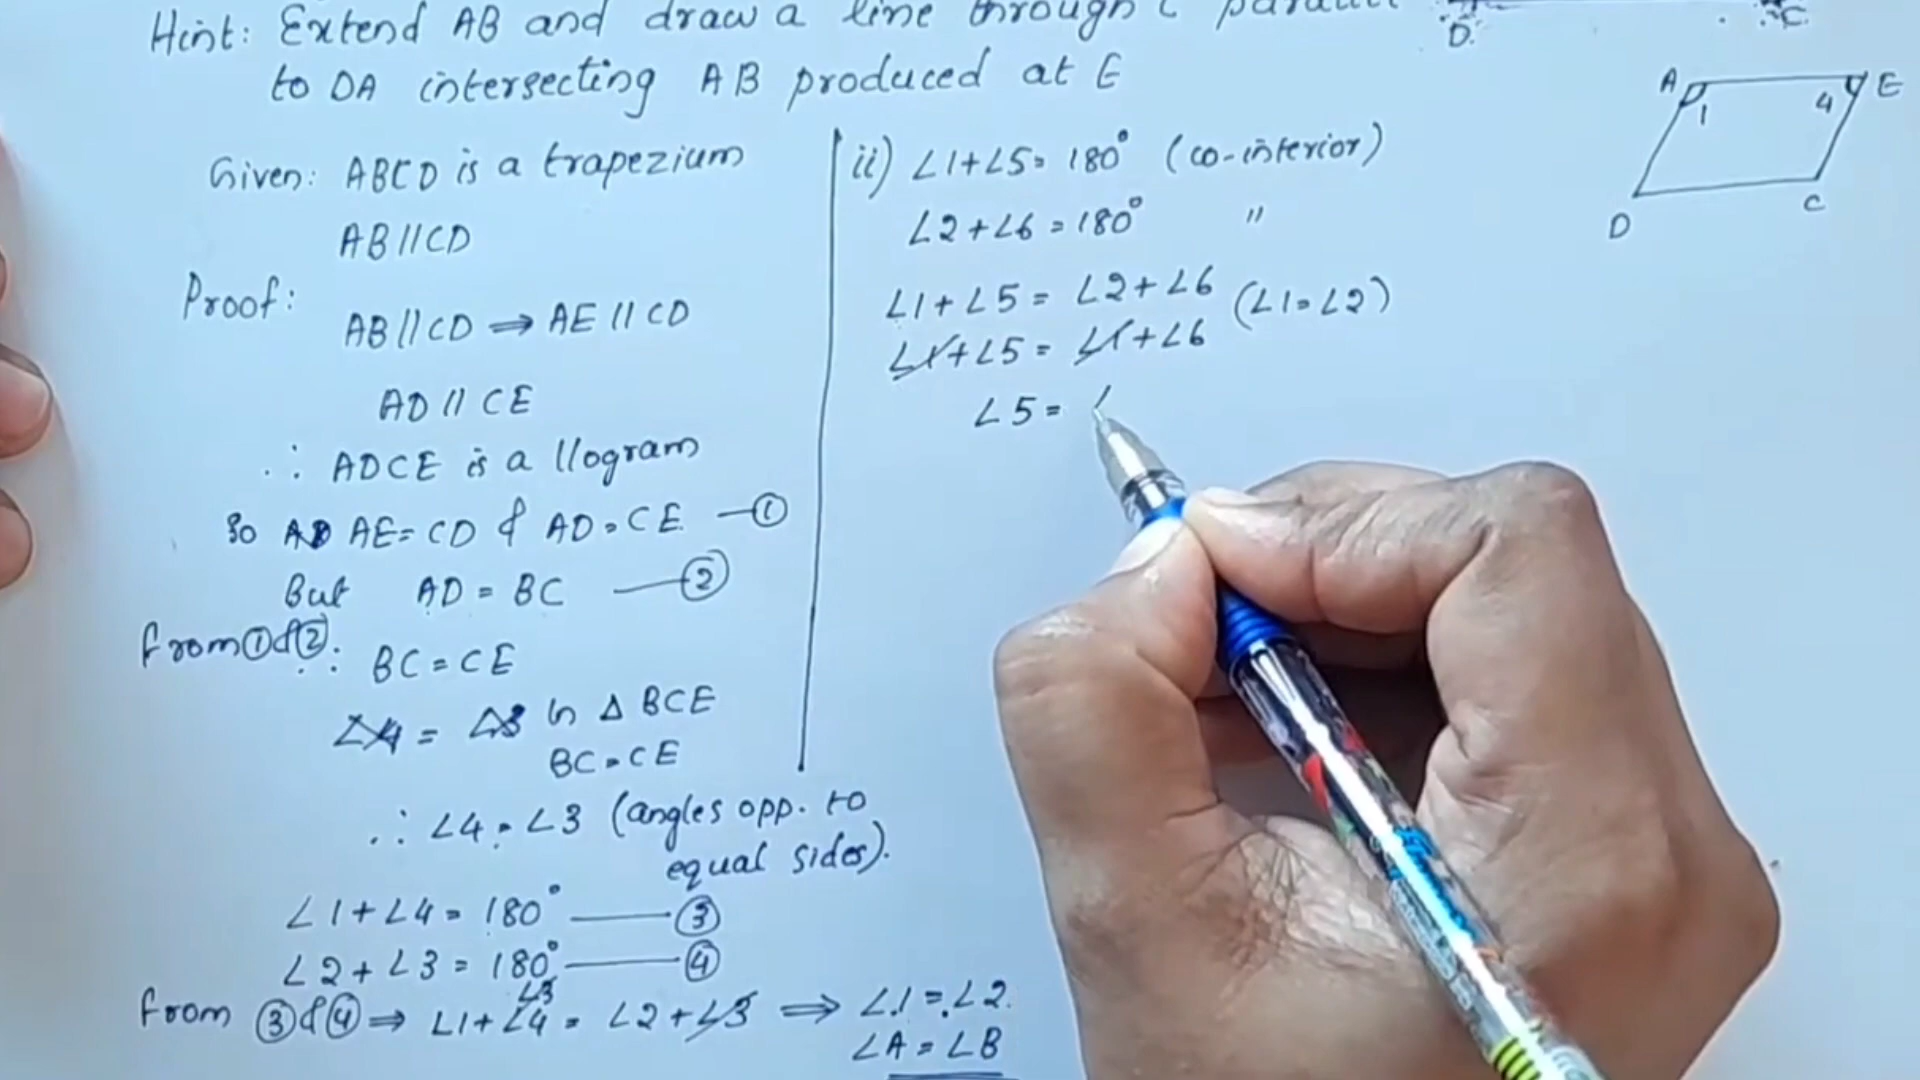 Hint: Extend AB and draw a line through C parallel
to DA intersecting AB produced at E
Given: ABCD is a trapezium
AB//CD
Proof:
AB//CD ⇒ AE//CD
AD // CE
∴ ADCE is a llogram
So AE = CD & AD = CE —①
But AD = BC —②
from ① & ② ∴ BC = CE
In Δ BCE
BC = CE
∴ ∠4 = ∠3 (angles opp. to
equal sides).
∠1 + ∠4 = 180° —③
∠2 + ∠3 = 180° —④
∠3
from ③ & ④ ⇒ ∠1 + ∠4 = ∠2 + ∠3 ⇒ ∠1 = ∠2.
∠A = ∠B
ii) ∠1 + ∠5 = 180° (co-interior)
∠2 + ∠6 = 180° "
∠1 + ∠5 = ∠2 + ∠6 (∠1 = ∠2)
∠1 + ∠5 = ∠1 + ∠6
∠5 = ∠
D C
A 1 4 E
D C